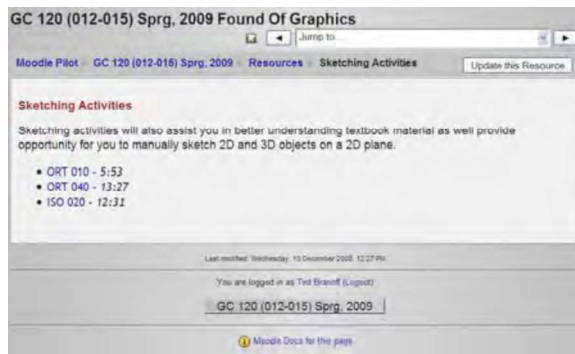 GC 120 (012-015) Sprg, 2009 Found Of Graphics
Jump to...
Moodle Pilot GC 120 (012-015) Sprg, 2009 Resources Sketching Activities Update this Resource
Sketching Activities
Sketching activities will also assist you in better understanding textbook material as well provide
opportunity for you to manually sketch 2D and 3D objects on a 2D plane.
• ORT 010 - 5:53
• ORT 040 - 13:27
• ISO 020 - 12:31
Last modified: Wednesday, 10 December 2008, 12:27 PM
You are logged in as Ted Branoff (Logout)
GC 120 (012-015) Sprg, 2009
Moodle Docs for this page